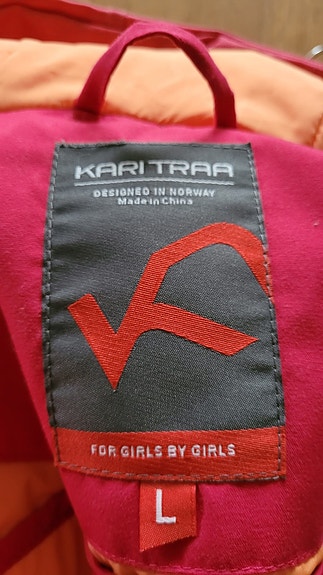 KARI TRAA
DESIGNED IN NORWAY
Made in China
FOR GIRLS BY GIRLS
L